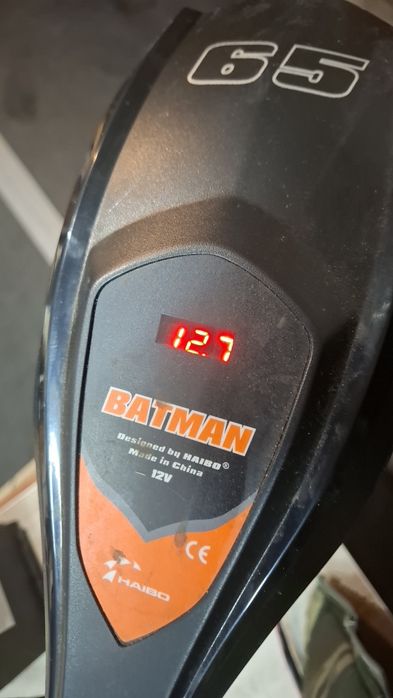 65
12.7
BATMAN
Designed by HAIBO®
Made in China
12V
CE
HAIBO